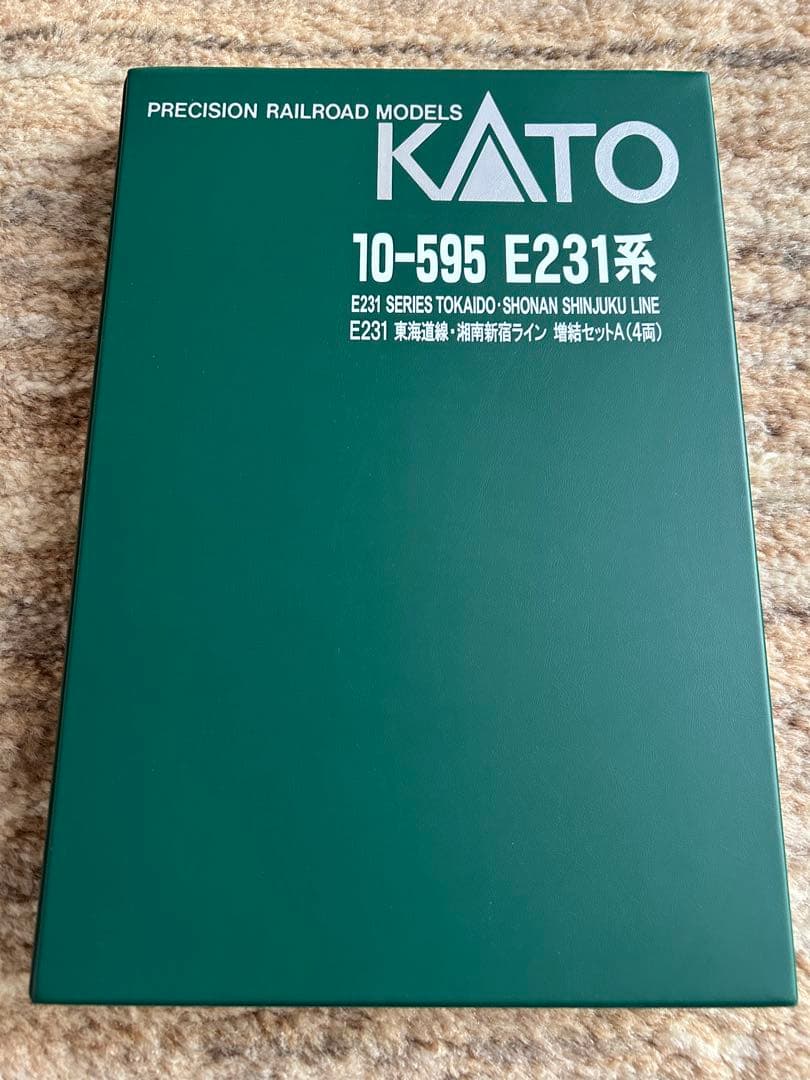 PRECISION RAILROAD MODELS
KATO
10-595 E231系
E231 SERIES TOKAIDO・SHONAN SHINJUKU LINE
E231 東海道線・湘南新宿ライン 増結セットA(4両)